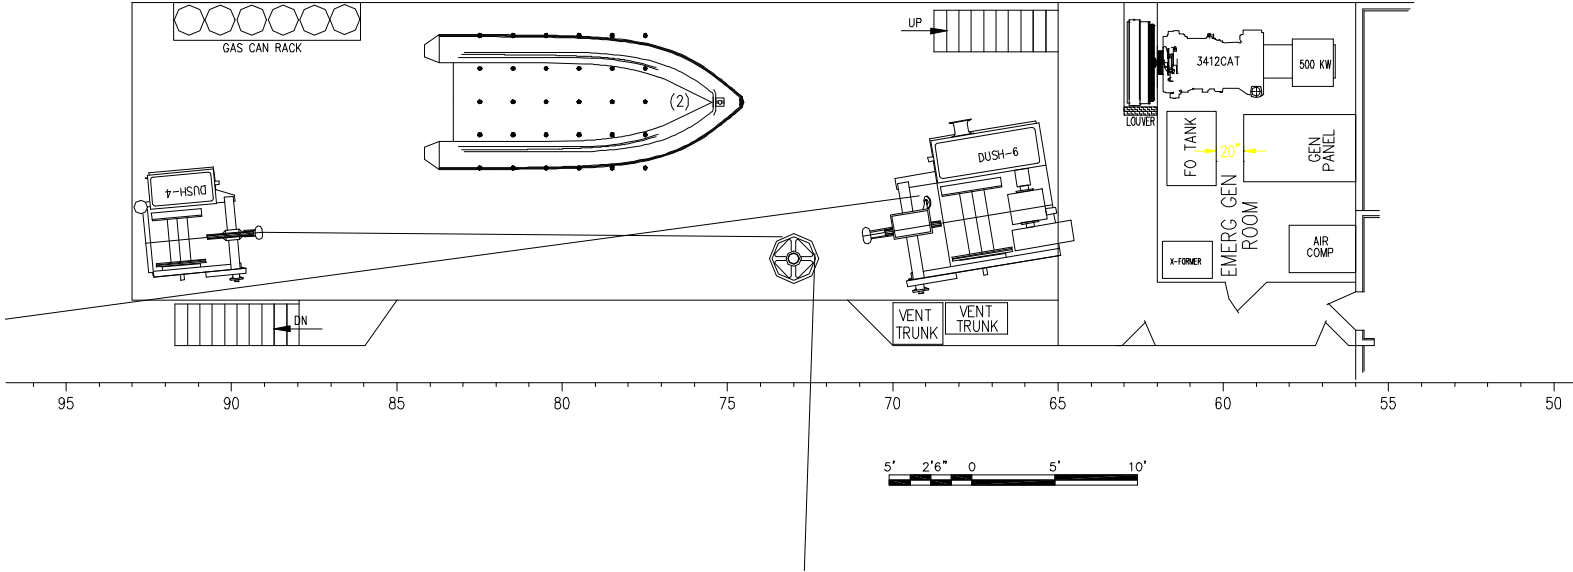 GAS CAN RACK
UP
(2)
3412CAT
500 KW
LOUVER
FO TANK
20"
GEN
PANEL
DUSH-6
DUSH-4
EMERG GEN
ROOM
AIR
COMP
X-FORMER
DN
VENT
TRUNK
VENT
TRUNK
95 90 85 80 75 70 65 60 55 50
5' 2'6" 0 5' 10'